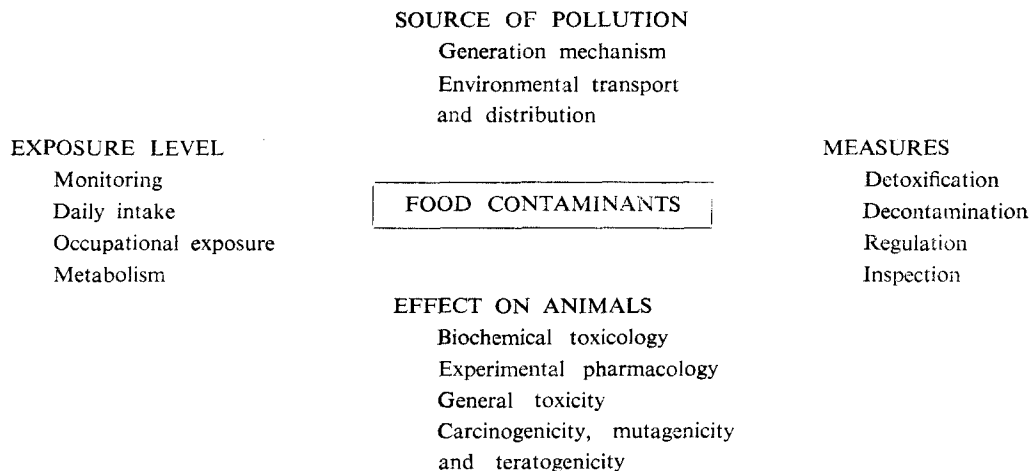 SOURCE OF POLLUTION
Generation mechanism
Environmental transport
and distribution
EXPOSURE LEVEL
Monitoring
Daily intake
Occupational exposure
Metabolism
FOOD CONTAMINANTS
MEASURES
Detoxification
Decontamination
Regulation
Inspection
EFFECT ON ANIMALS
Biochemical toxicology
Experimental pharmacology
General toxicity
Carcinogenicity, mutagenicity
and teratogenicity